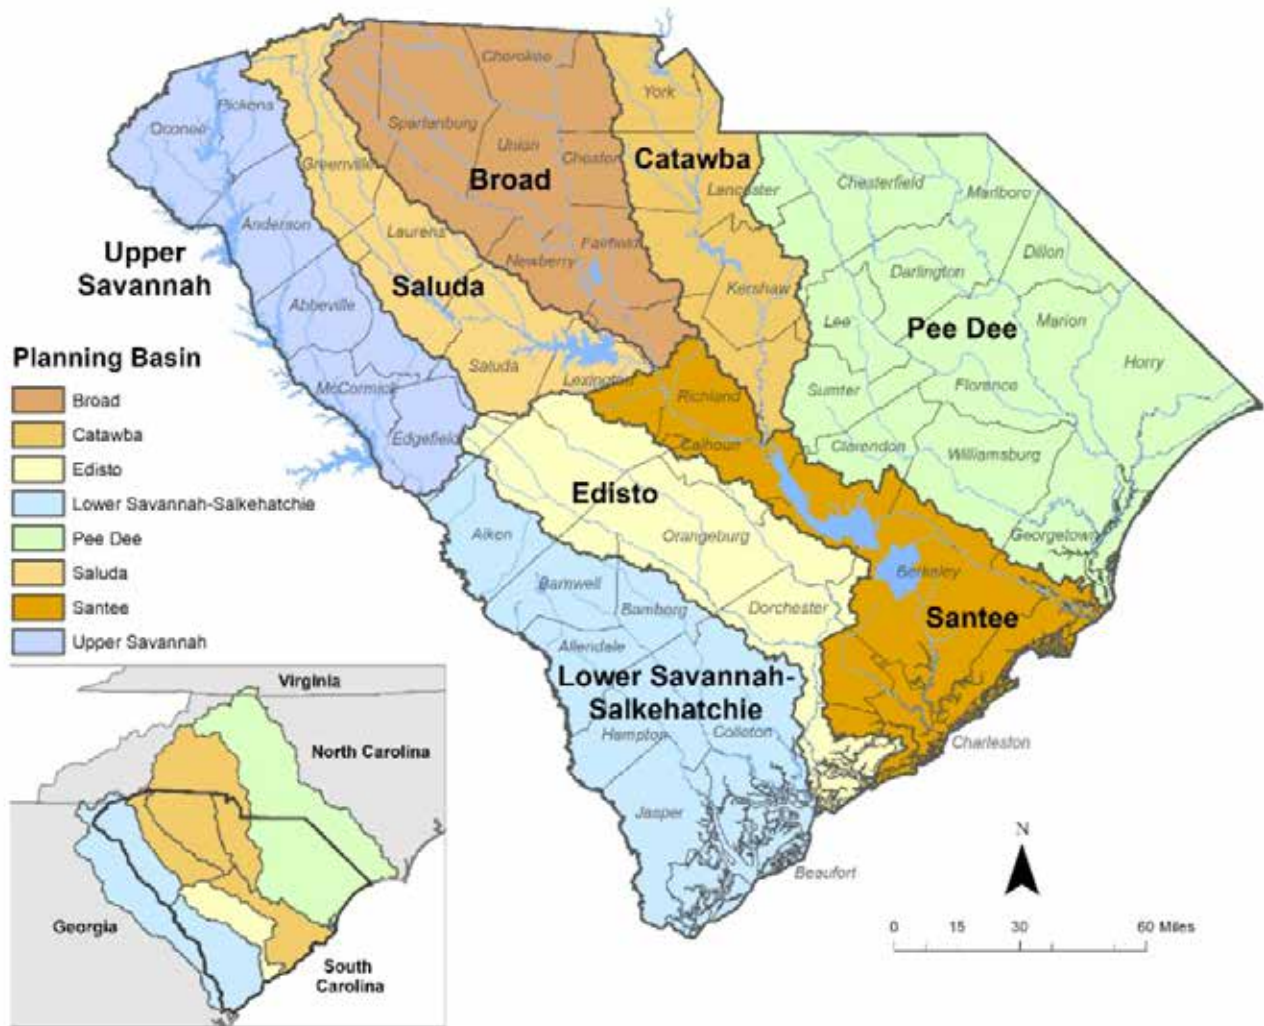 Cherokee
York
Pickens
Oconee
Spartanburg
Union
Chester
Greenville
Catawba
Broad
Lancaster
Chesterfield
Marlboro
Anderson
Laurens
Fairfield
Newberry
Dillon
Upper
Savannah
Saluda
Abbeville
Darlington
Kershaw
Lee
Pee Dee
Marion
Horry
Planning Basin
Broad
Catawba
Edisto
Lower Savannah-Salkehatchie
Pee Dee
Saluda
Santee
Upper Savannah
Saluda
Lexington
McCormick
Edgefield
Richland
Calhoun
Sumter
Florence
Clarendon
Williamsburg
Edisto
Aiken
Orangeburg
Georgetown
Barnwell
Bamberg
Berkeley
Dorchester
Santee
Allendale
Lower Savannah-
Salkehatchie
Hampton
Colleton
Charleston
Jasper
Beaufort
Virginia
North Carolina
Georgia
South
Carolina
N
0 15 30 60 Miles